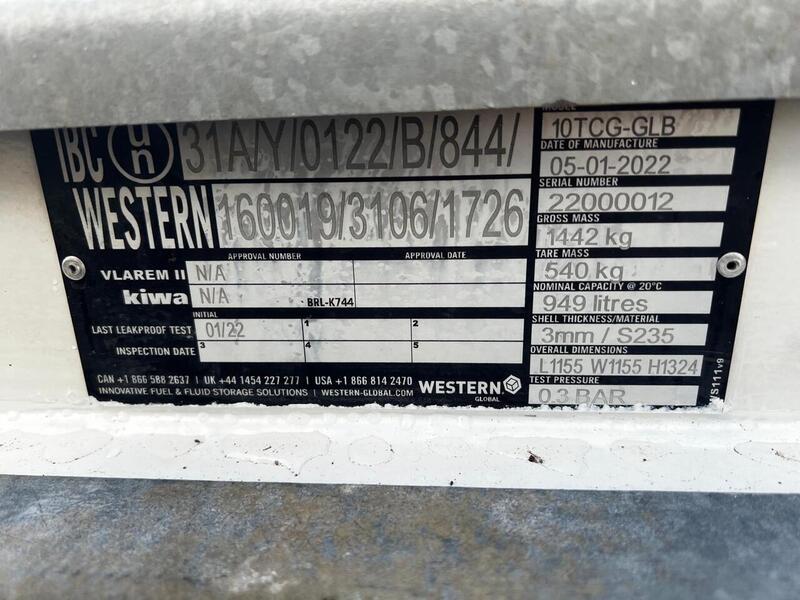 IBC un 31A/Y/0122/B/844/
WESTERN 160019/3106/1726
APPROVAL NUMBER APPROVAL DATE
VLAREM II N/A
kiwa N/A BRL-K744
INITIAL 1 2
LAST LEAKPROOF TEST 01/22
INSPECTION DATE 3 4 5
CAN +1 866 588 2637 | UK +44 1454 227 277 | USA +1 866 814 2470
INNOVATIVE FUEL & FLUID STORAGE SOLUTIONS | WESTERN-GLOBAL.COM
WESTERN
GLOBAL
MODEL
10TCG-GLB
DATE OF MANUFACTURE
05-01-2022
SERIAL NUMBER
22000012
GROSS MASS
1442 kg
TARE MASS
540 kg
NOMINAL CAPACITY @ 20°C
949 litres
SHELL THICKNESS/MATERIAL
3mm / S235
OVERALL DIMENSIONS
L1155 W1155 H1324
TEST PRESSURE
0.3 BAR